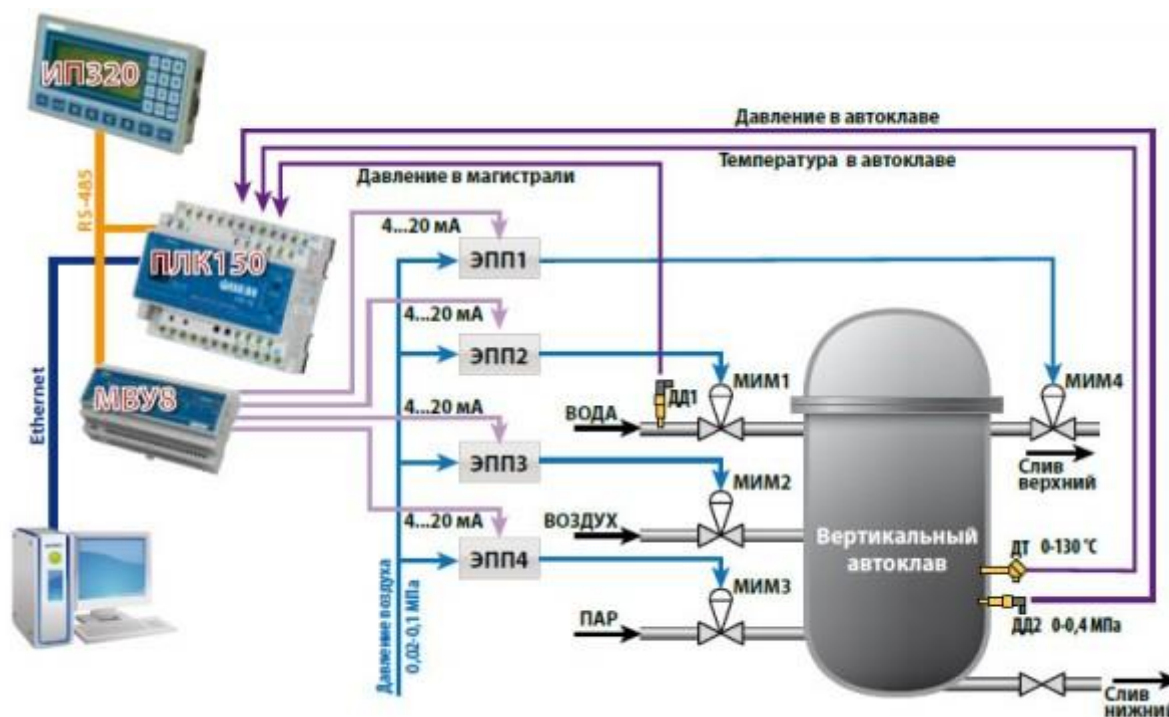 ИП320
RS-485
ПЛК150
МВУ8
Ethernet
Давление в автоклаве
Температура в автоклаве
Давление в магистрали
4...20 мА
ЭПП1
4...20 мА
ЭПП2
4...20 мА
ЭПП3
4...20 мА
ЭПП4
Давление воздуха
0,02-0,1 МПа
ВОДА
ДД1
МИМ1
МИМ4
Слив
верхний
ВОЗДУХ
МИМ2
Вертикальный
автоклав
ДТ 0-130 °C
ПАР
МИМ3
ДД2 0-0,4 МПа
Слив
нижний